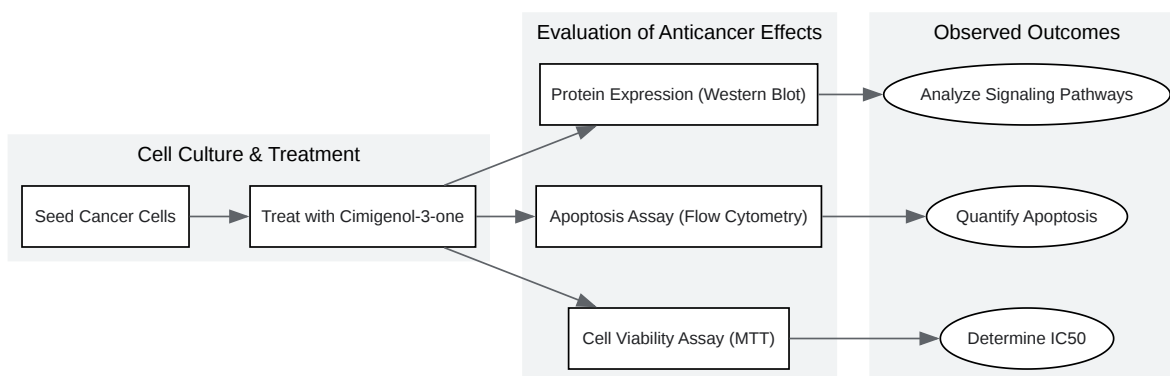 Cell Culture & Treatment
Seed Cancer Cells
Treat with Cimigenol-3-one
Evaluation of Anticancer Effects
Protein Expression (Western Blot)
Apoptosis Assay (Flow Cytometry)
Cell Viability Assay (MTT)
Observed Outcomes
Analyze Signaling Pathways
Quantify Apoptosis
Determine IC50